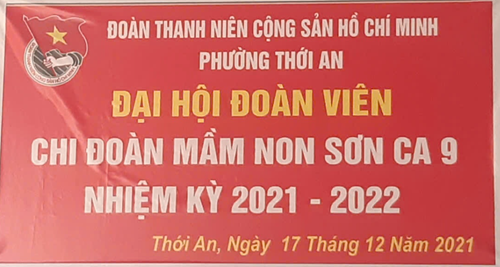 ĐOÀN THANH NIÊN CỘNG SẢN HỒ CHÍ MINH
PHƯỜNG THỚI AN
ĐẠI HỘI ĐOÀN VIÊN
CHI ĐOÀN MẦM NON SƠN CA 9
NHIỆM KỲ 2021 - 2022
Thới An, Ngày 17 Tháng 12 Năm 2021